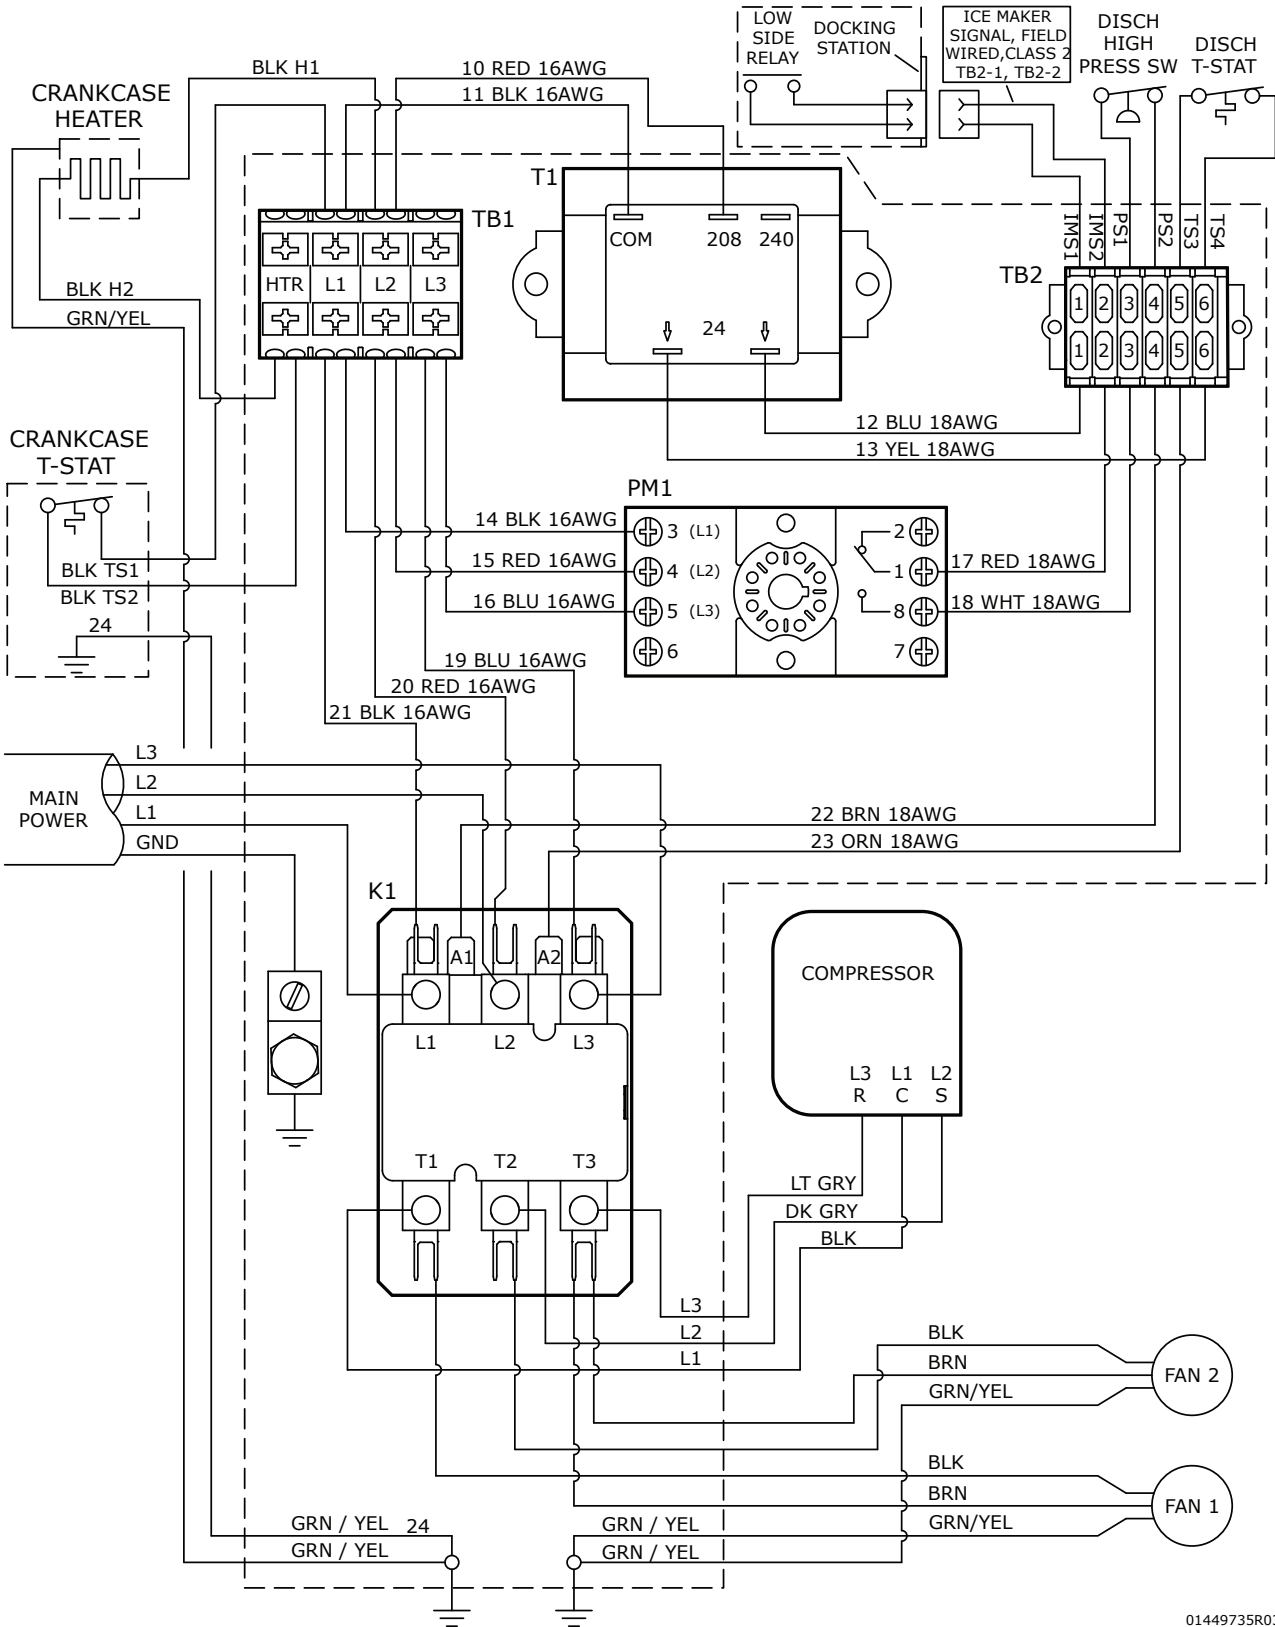 LOW
SIDE
RELAY
DOCKING
STATION
ICE MAKER
SIGNAL, FIELD
WIRED,CLASS 2
TB2-1, TB2-2
DISCH
HIGH
PRESS SW
DISCH
T-STAT
BLK H1
10 RED 16AWG
11 BLK 16AWG
CRANKCASE
HEATER
T1
TB1
COM
208
240
IMS1
IMS2
PS1
PS2
TS3
TS4
TB2
HTR
L1
L2
L3
BLK H2
GRN/YEL
24
1
2
3
4
5
6
1
2
3
4
5
6
12 BLU 18AWG
13 YEL 18AWG
CRANKCASE
T-STAT
PM1
14 BLK 16AWG
3 (L1)
2
15 RED 16AWG
4 (L2)
1
17 RED 18AWG
BLK TS1
BLK TS2
16 BLU 16AWG
5 (L3)
8
18 WHT 18AWG
24
6
7
19 BLU 16AWG
20 RED 16AWG
21 BLK 16AWG
MAIN
POWER
L3
L2
L1
GND
22 BRN 18AWG
23 ORN 18AWG
K1
A1
A2
L1
L2
L3
COMPRESSOR
L3
R
L1
C
L2
S
T1
T2
T3
LT GRY
DK GRY
BLK
L3
L2
L1
BLK
BRN
GRN/YEL
FAN 2
BLK
BRN
GRN/YEL
FAN 1
GRN / YEL
24
GRN / YEL
GRN / YEL
GRN / YEL